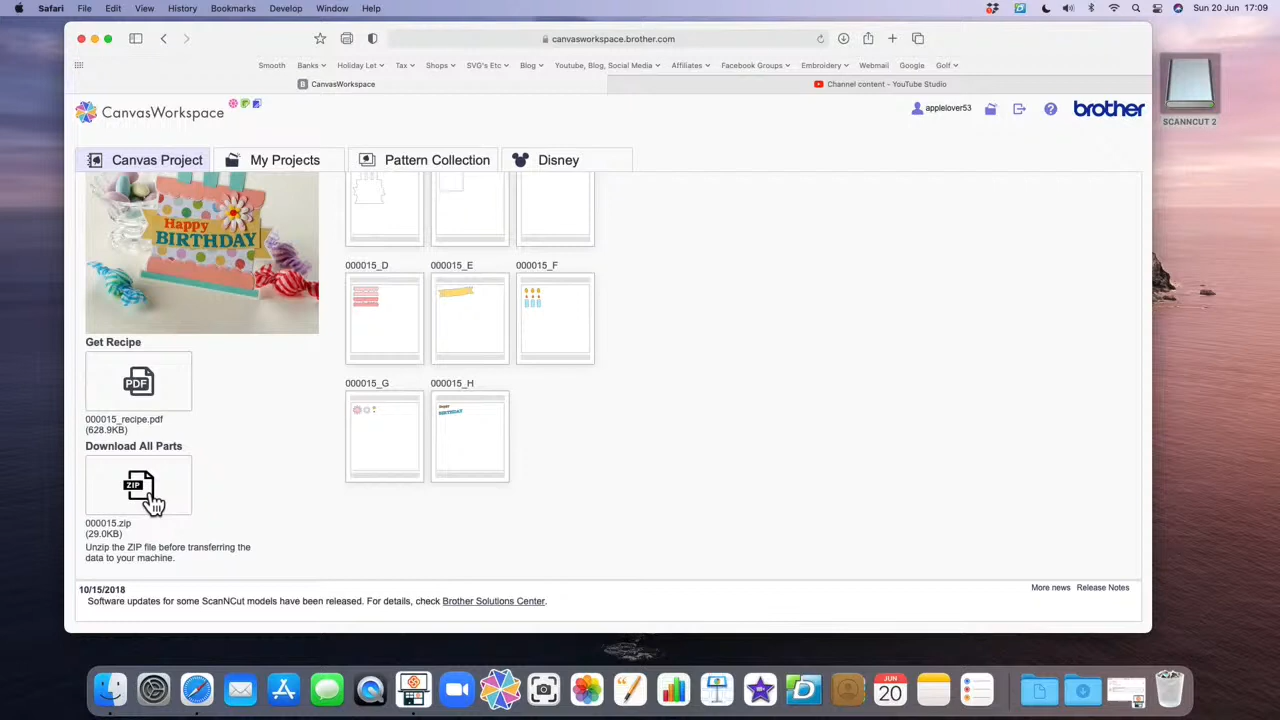 Safari File Edit View History Bookmarks Develop Window Help
Sun 20 Jun 17:09
canvasworkspace.brother.com
Smooth Banks Holiday Let Tax Shops SVG's Etc Blog Youtube, Blog, Social Media Affiliates Facebook Groups Embroidery Webmail Google Golf
CanvasWorkspace
Channel content - YouTube Studio
SCANNCUT 2
CanvasWorkspace
applelover53
brother
Canvas Project
My Projects
Pattern Collection
Disney
Happy
BIRTHDAY
000015_D
000015_E
000015_F
000015_G
000015_H
Happy
BIRTHDAY
Get Recipe
PDF
000015_recipe.pdf
(628.9KB)
Download All Parts
ZIP
000015.zip
(29.0KB)
Unzip the ZIP file before transferring the
data to your machine.
10/15/2018
More news Release Notes
Software updates for some ScanNCut models have been released. For details, check Brother Solutions Center.
JUN
20